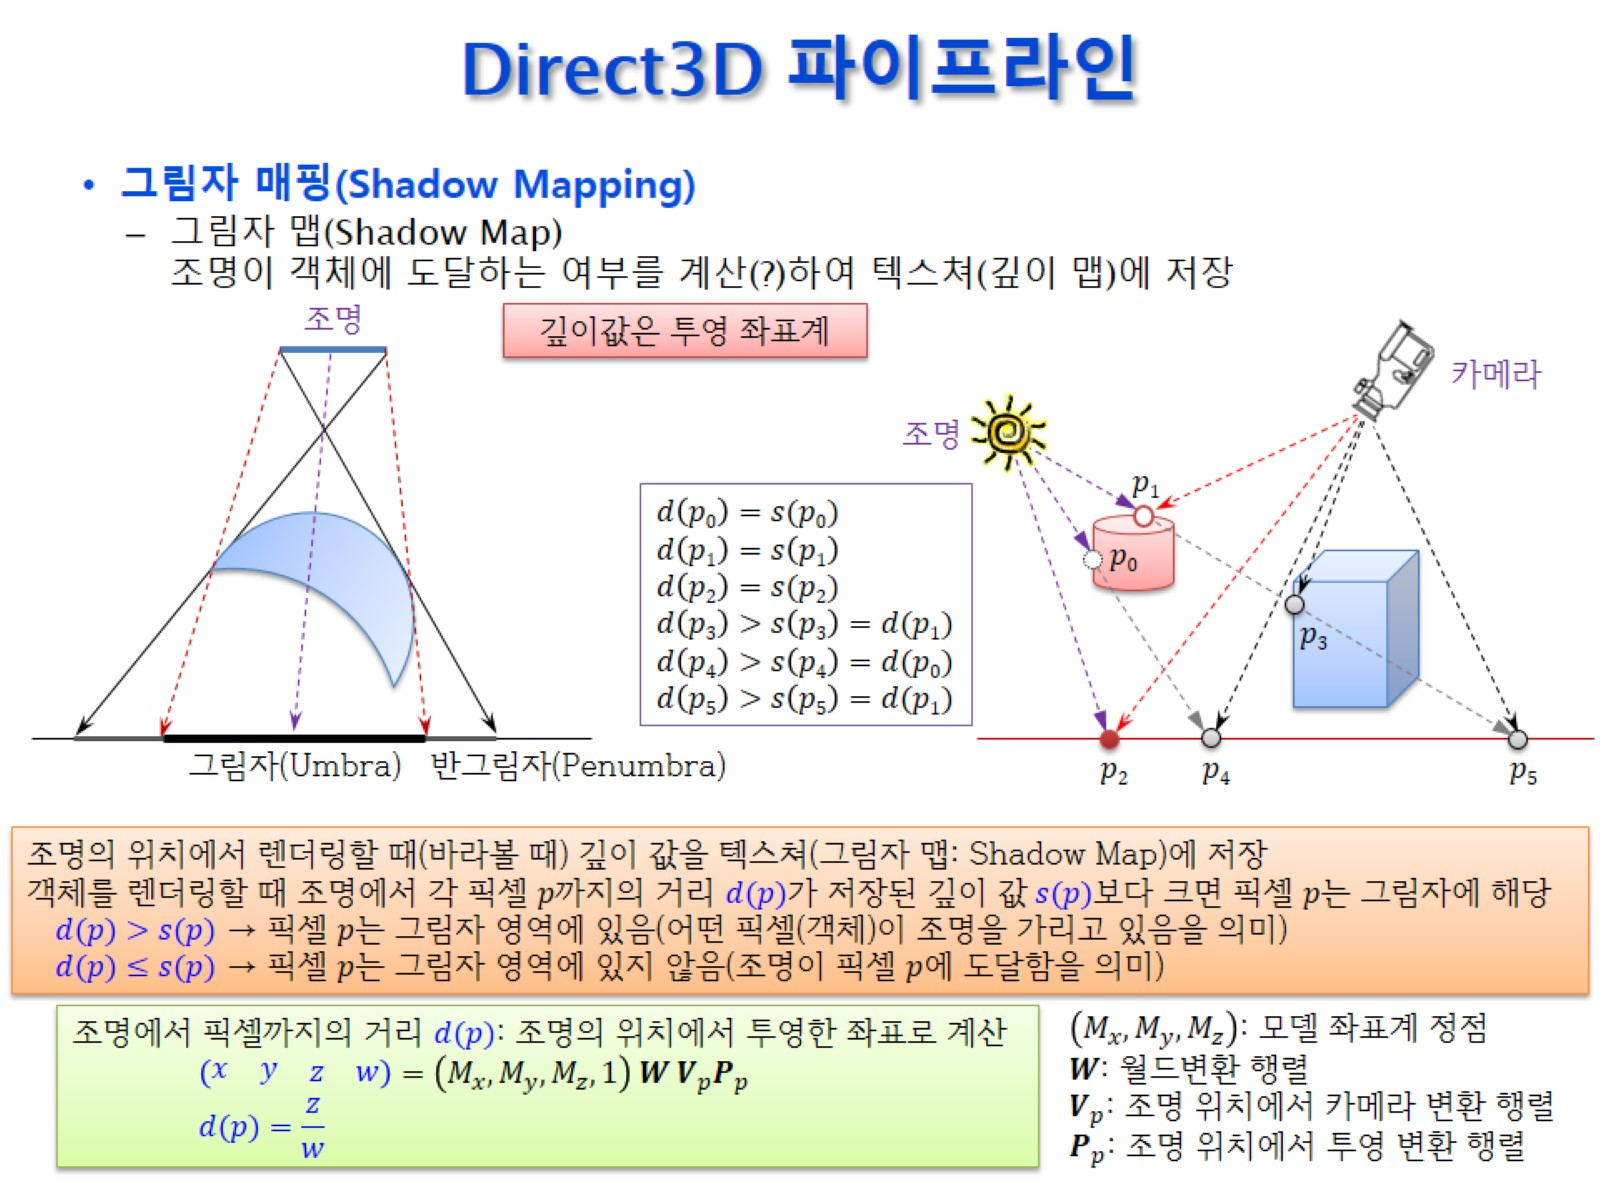 Direct3D 파이프라인
• 그림자 매핑(Shadow Mapping)
– 그림자 맵(Shadow Map)
조명이 객체에 도달하는 여부를 계산(?)하여 텍스쳐(깊이 맵)에 저장
조명
깊이값은 투영 좌표계
그림자(Umbra)
반그림자(Penumbra)
d(p₀) = s(p₀)
d(p₁) = s(p₁)
d(p₂) = s(p₂)
d(p₃) > s(p₃) = d(p₁)
d(p₄) > s(p₄) = d(p₀)
d(p₅) > s(p₅) = d(p₁)
조명
카메라
p₁
p₀
p₃
p₂
p₄
p₅
조명의 위치에서 렌더링할 때(바라볼 때) 깊이 값을 텍스쳐(그림자 맵: Shadow Map)에 저장
객체를 렌더링할 때 조명에서 각 픽셀 p까지의 거리 d(p)가 저장된 깊이 값 s(p)보다 크면 픽셀 p는 그림자에 해당
d(p) > s(p) → 픽셀 p는 그림자 영역에 있음(어떤 픽셀(객체)이 조명을 가리고 있음을 의미)
d(p) ≤ s(p) → 픽셀 p는 그림자 영역에 있지 않음(조명이 픽셀 p에 도달함을 의미)
조명에서 픽셀까지의 거리 d(p): 조명의 위치에서 투영한 좌표로 계산
(x y z w) = (Mₓ, M_y, M_z, 1) W V_p P_p
d(p) = z/w
(Mₓ, M_y, M_z): 모델 좌표계 정점
W: 월드변환 행렬
V_p: 조명 위치에서 카메라 변환 행렬
P_p: 조명 위치에서 투영 변환 행렬